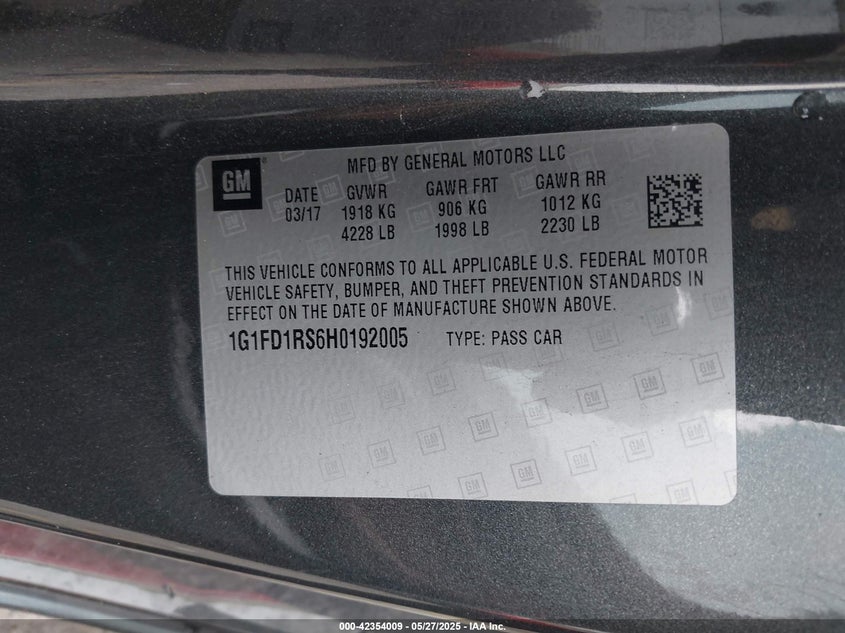 GM
MFD BY GENERAL MOTORS LLC
DATE GVWR GAWR FRT GAWR RR
03/17 1918 KG 906 KG 1012 KG
4228 LB 1998 LB 2230 LB
THIS VEHICLE CONFORMS TO ALL APPLICABLE U.S. FEDERAL MOTOR
VEHICLE SAFETY, BUMPER, AND THEFT PREVENTION STANDARDS IN
EFFECT ON THE DATE OF MANUFACTURE SHOWN ABOVE.
1G1FD1RS6H0192005 TYPE: PASS CAR
000-42354009 - 05/27/2025 - IAA Inc.